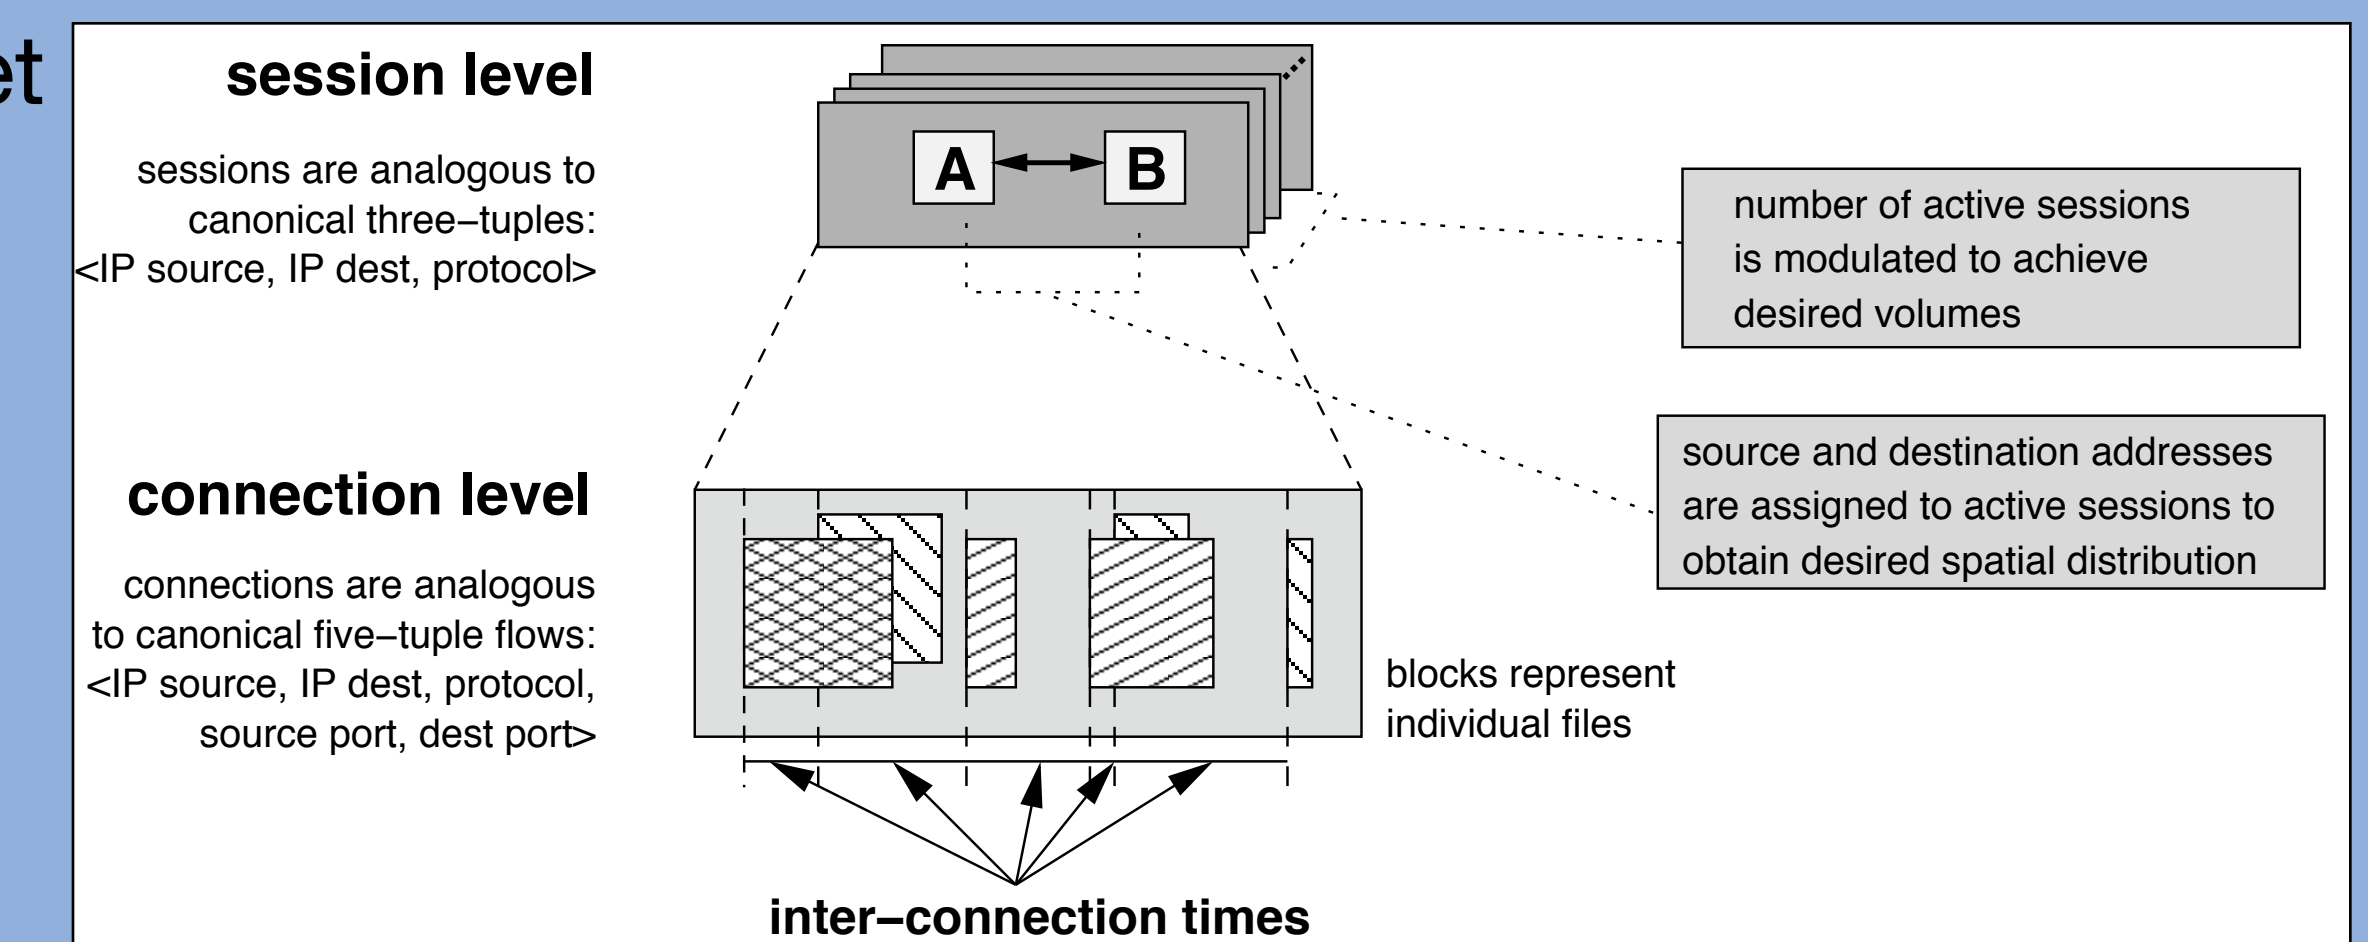 et
session level
sessions are analogous to
canonical three–tuples:
<IP source, IP dest, protocol>
A
B
number of active sessions
is modulated to achieve
desired volumes
source and destination addresses
are assigned to active sessions to
obtain desired spatial distribution
connection level
connections are analogous
to canonical five–tuple flows:
<IP source, IP dest, protocol,
source port, dest port>
blocks represent
individual files
inter–connection times